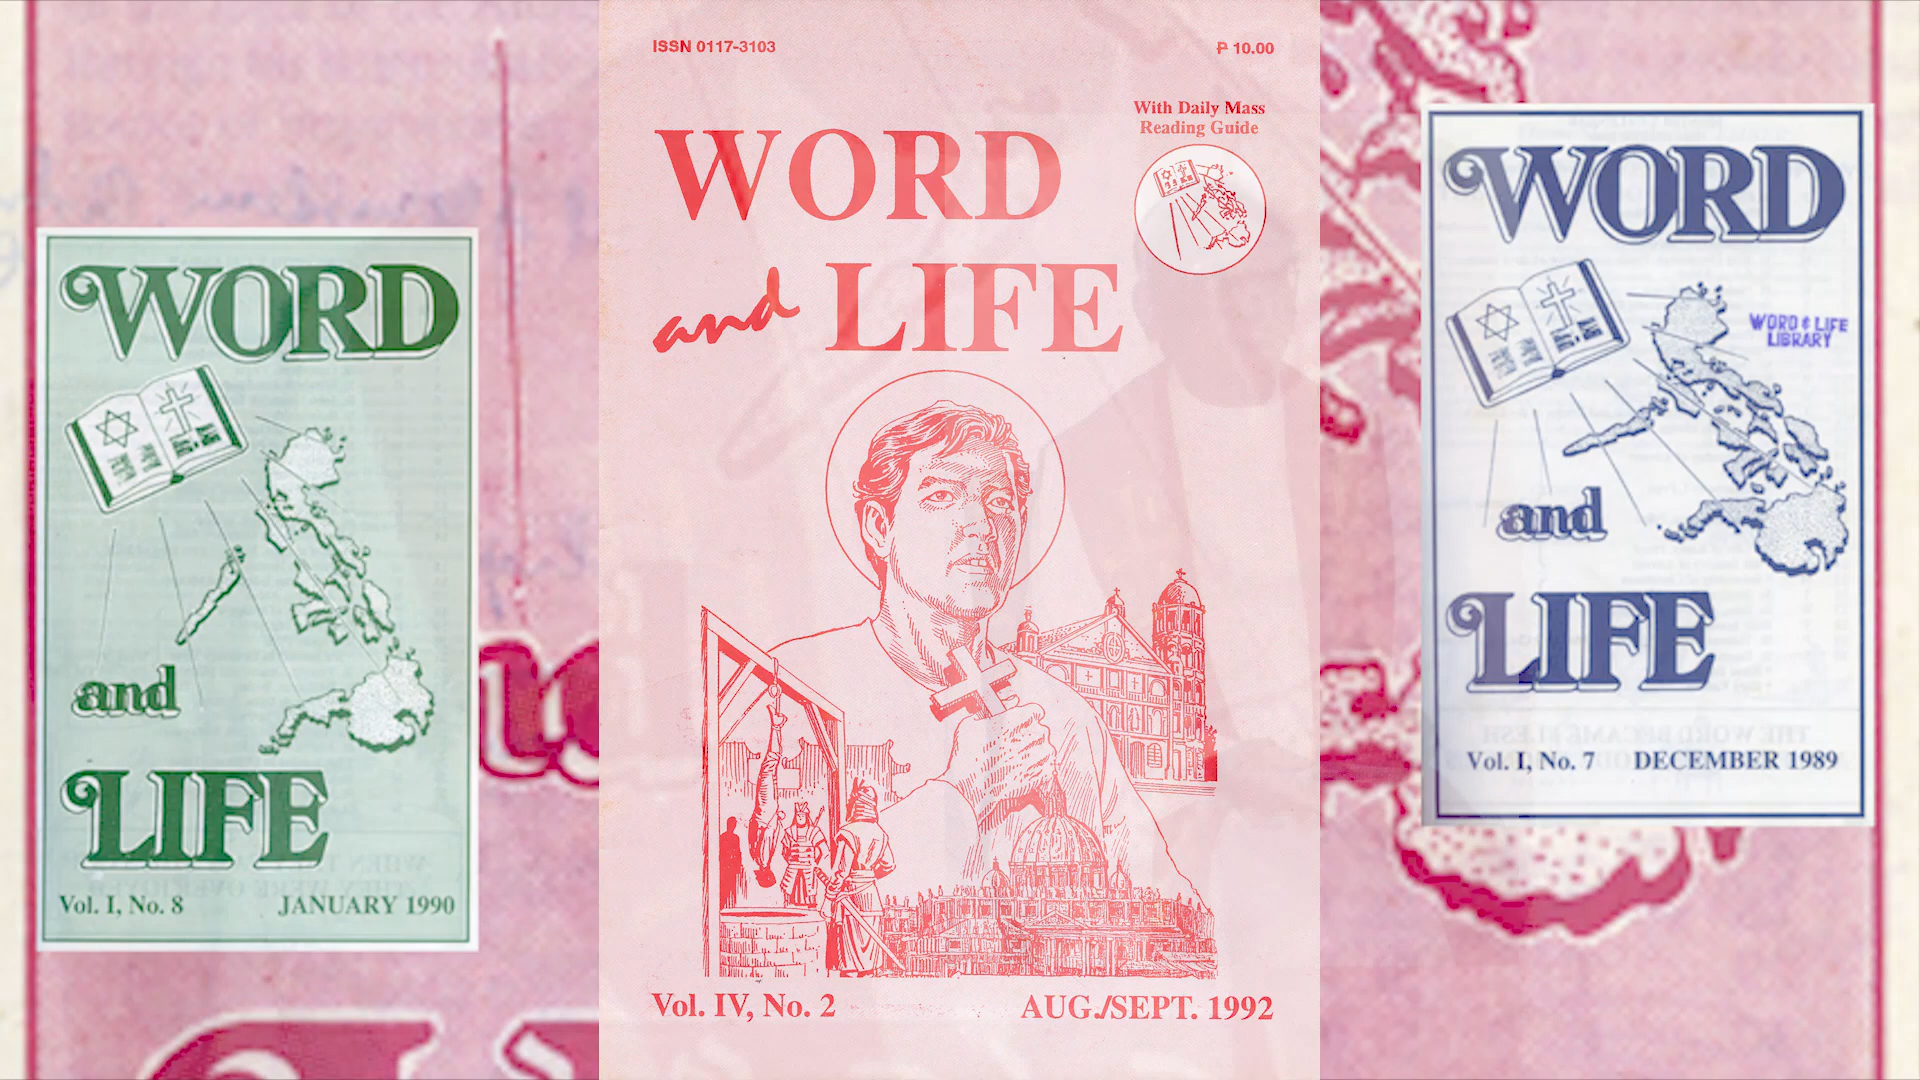 WORD
and
LIFE
Vol. I, No. 8 JANUARY 1990
ISSN 0117-3103 ₱ 10.00
With Daily Mass
Reading Guide
WORD
and LIFE
Vol. IV, No. 2 AUG./SEPT. 1992
WORD
WORD & LIFE
LIBRARY
and
LIFE
Vol. I, No. 7 DECEMBER 1989